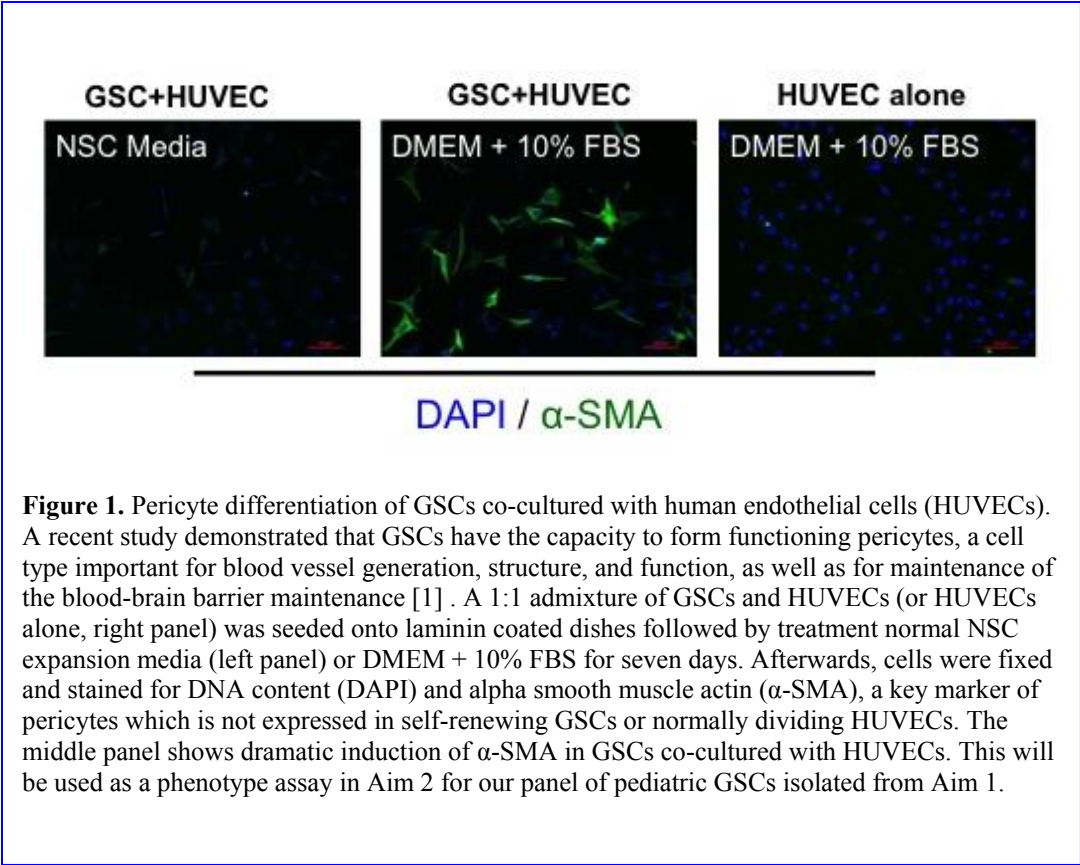 GSC+HUVEC GSC+HUVEC HUVEC alone
NSC Media DMEM + 10% FBS DMEM + 10% FBS
DAPI / α-SMA
Figure 1. Pericyte differentiation of GSCs co-cultured with human endothelial cells (HUVECs).
A recent study demonstrated that GSCs have the capacity to form functioning pericytes, a cell
type important for blood vessel generation, structure, and function, as well as for maintenance of
the blood-brain barrier maintenance [1] . A 1:1 admixture of GSCs and HUVECs (or HUVECs
alone, right panel) was seeded onto laminin coated dishes followed by treatment normal NSC
expansion media (left panel) or DMEM + 10% FBS for seven days. Afterwards, cells were fixed
and stained for DNA content (DAPI) and alpha smooth muscle actin (α-SMA), a key marker of
pericytes which is not expressed in self-renewing GSCs or normally dividing HUVECs. The
middle panel shows dramatic induction of α-SMA in GSCs co-cultured with HUVECs. This will
be used as a phenotype assay in Aim 2 for our panel of pediatric GSCs isolated from Aim 1.